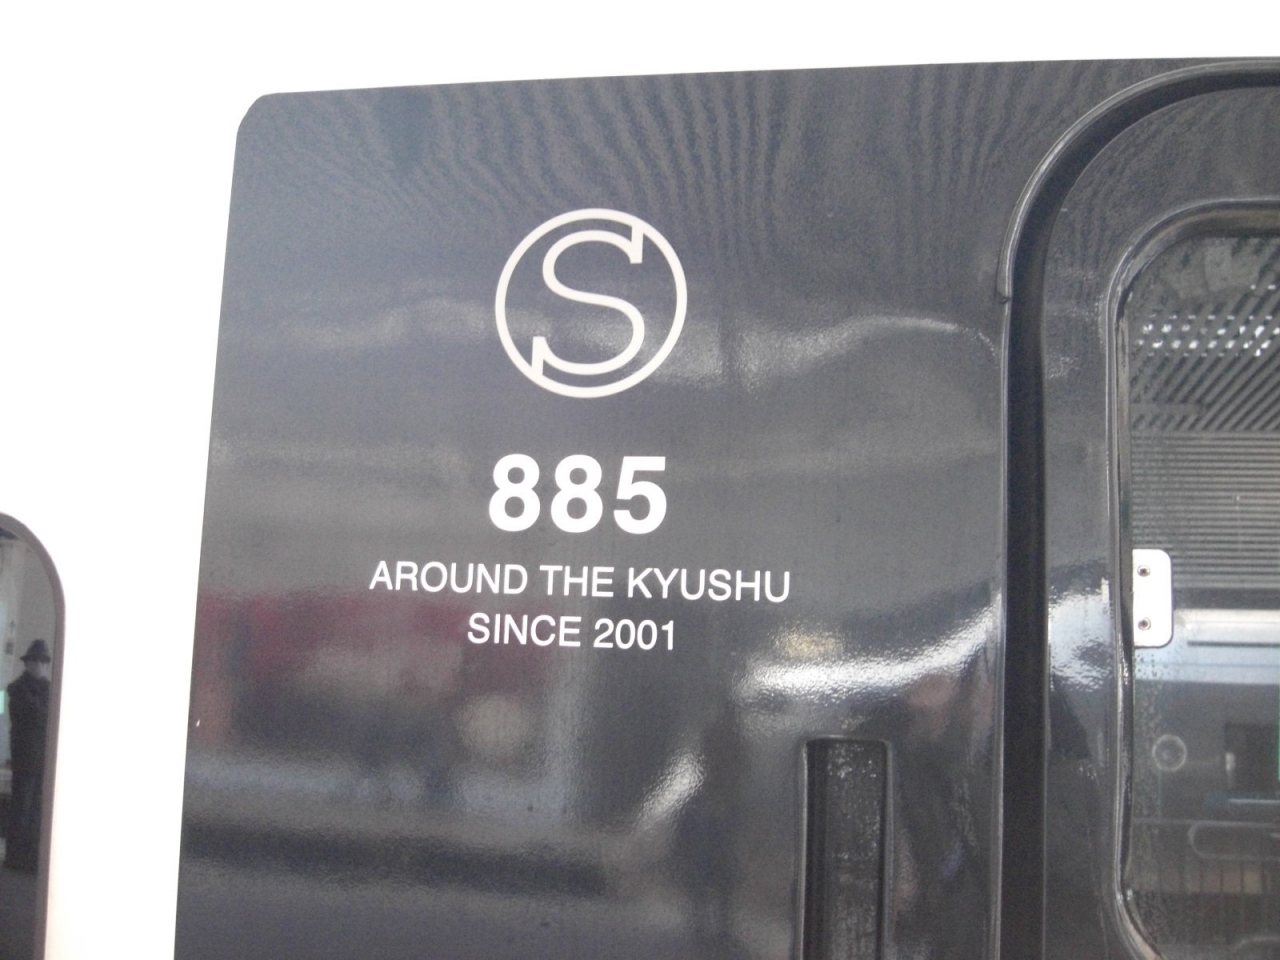 S
885
AROUND THE KYUSHU
SINCE 2001